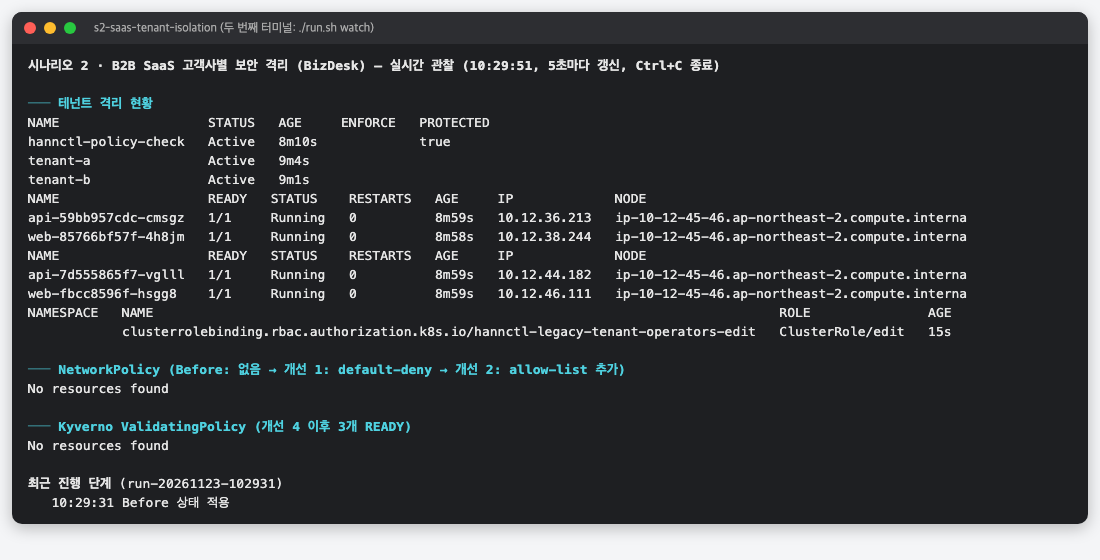 s2-saas-tenant-isolation (두 번째 터미널: ./run.sh watch)
시나리오 2 · B2B SaaS 고객사별 보안 격리 (BizDesk) — 실시간 관찰 (10:29:51, 5초마다 갱신, Ctrl+C 종료)
─── 테넌트 격리 현황
NAME STATUS AGE ENFORCE PROTECTED
hannctl-policy-check Active 8m10s true
tenant-a Active 9m4s
tenant-b Active 9m1s
NAME READY STATUS RESTARTS AGE IP NODE
api-59bb957cdc-cmsgz 1/1 Running 0 8m59s 10.12.36.213 ip-10-12-45-46.ap-northeast-2.compute.interna
web-85766bf57f-4h8jm 1/1 Running 0 8m58s 10.12.38.244 ip-10-12-45-46.ap-northeast-2.compute.interna
NAME READY STATUS RESTARTS AGE IP NODE
api-7d555865f7-vglll 1/1 Running 0 8m59s 10.12.44.182 ip-10-12-45-46.ap-northeast-2.compute.interna
web-fbcc8596f-hsgg8 1/1 Running 0 8m59s 10.12.46.111 ip-10-12-45-46.ap-northeast-2.compute.interna
NAMESPACE NAME ROLE AGE
clusterrolebinding.rbac.authorization.k8s.io/hannctl-legacy-tenant-operators-edit ClusterRole/edit 15s
─── NetworkPolicy (Before: 없음 → 개선 1: default-deny → 개선 2: allow-list 추가)
No resources found
─── Kyverno ValidatingPolicy (개선 4 이후 3개 READY)
No resources found
최근 진행 단계 (run-20261123-102931)
10:29:31 Before 상태 적용